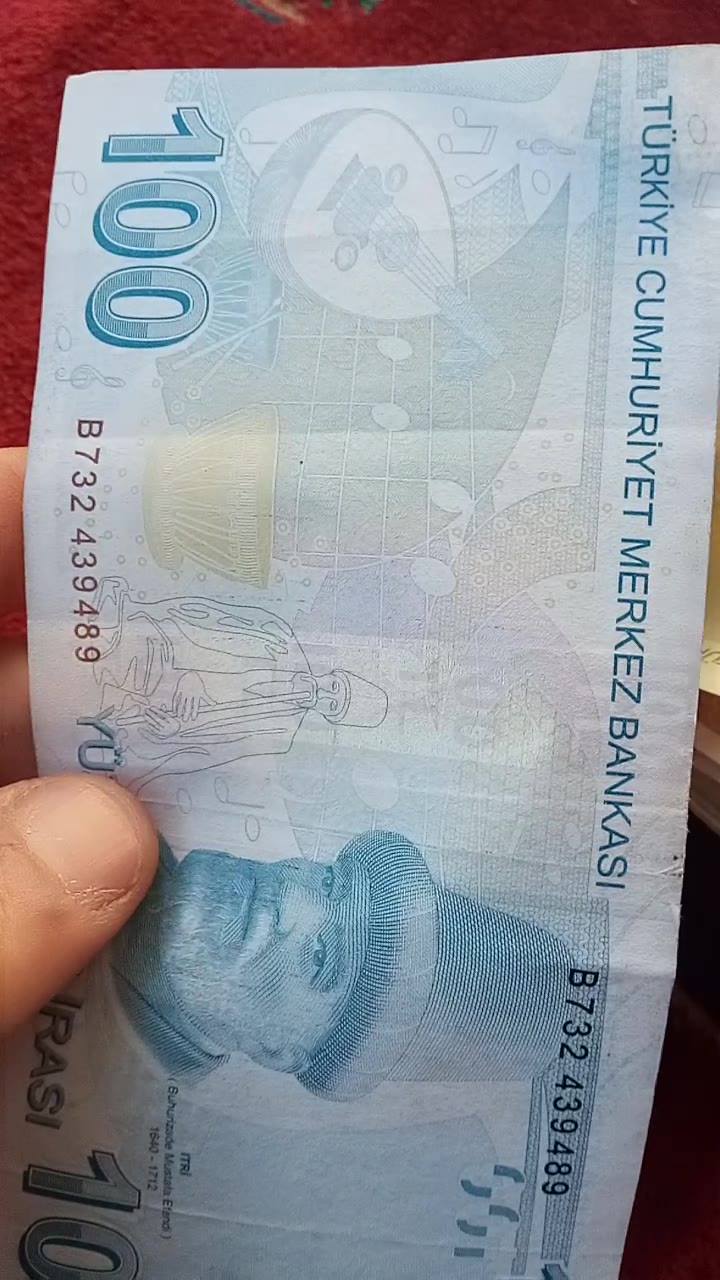 TÜRKİYE CUMHURİYET MERKEZ BANKASI
100
B732 439489
B732 439489
ITRİ
( Buhurizade Mustafa Efendi )
1640 - 1712